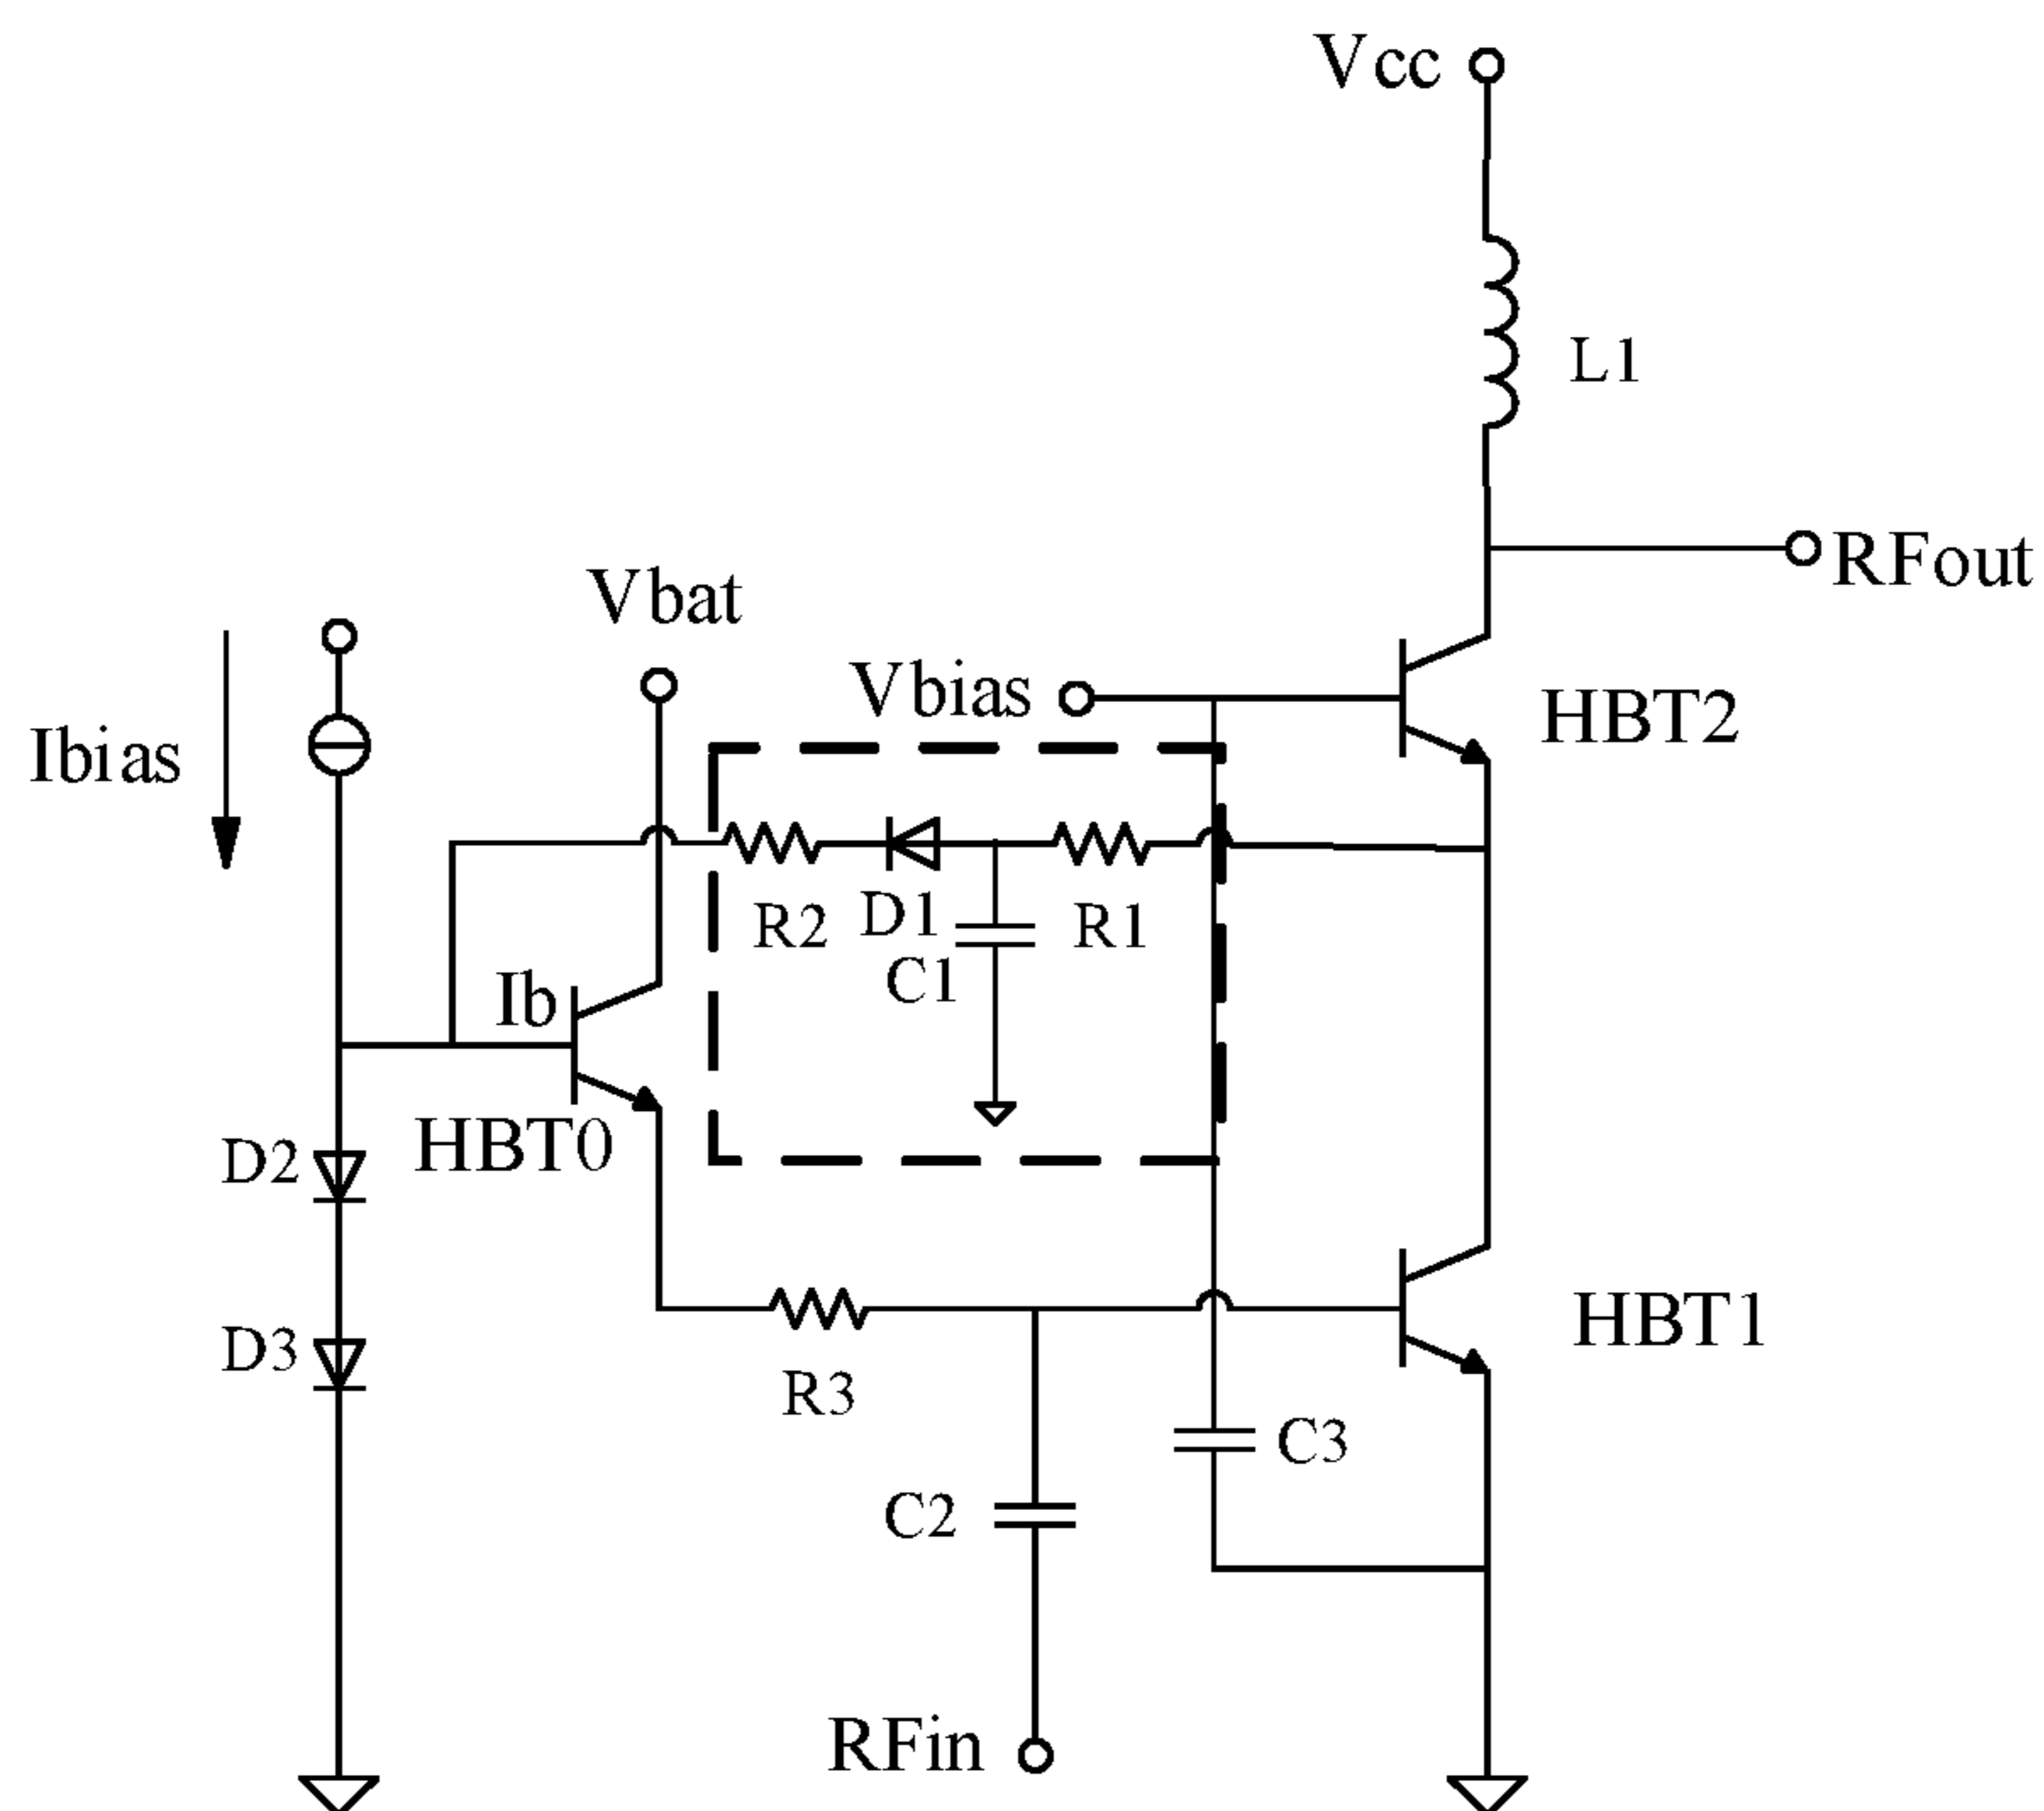 Vcc
L1
RFout
Vbat
Vbias
HBT2
Ibias
R2
D1
R1
C1
Ib
HBT0
D2
HBT1
D3
R3
C3
C2
RFin